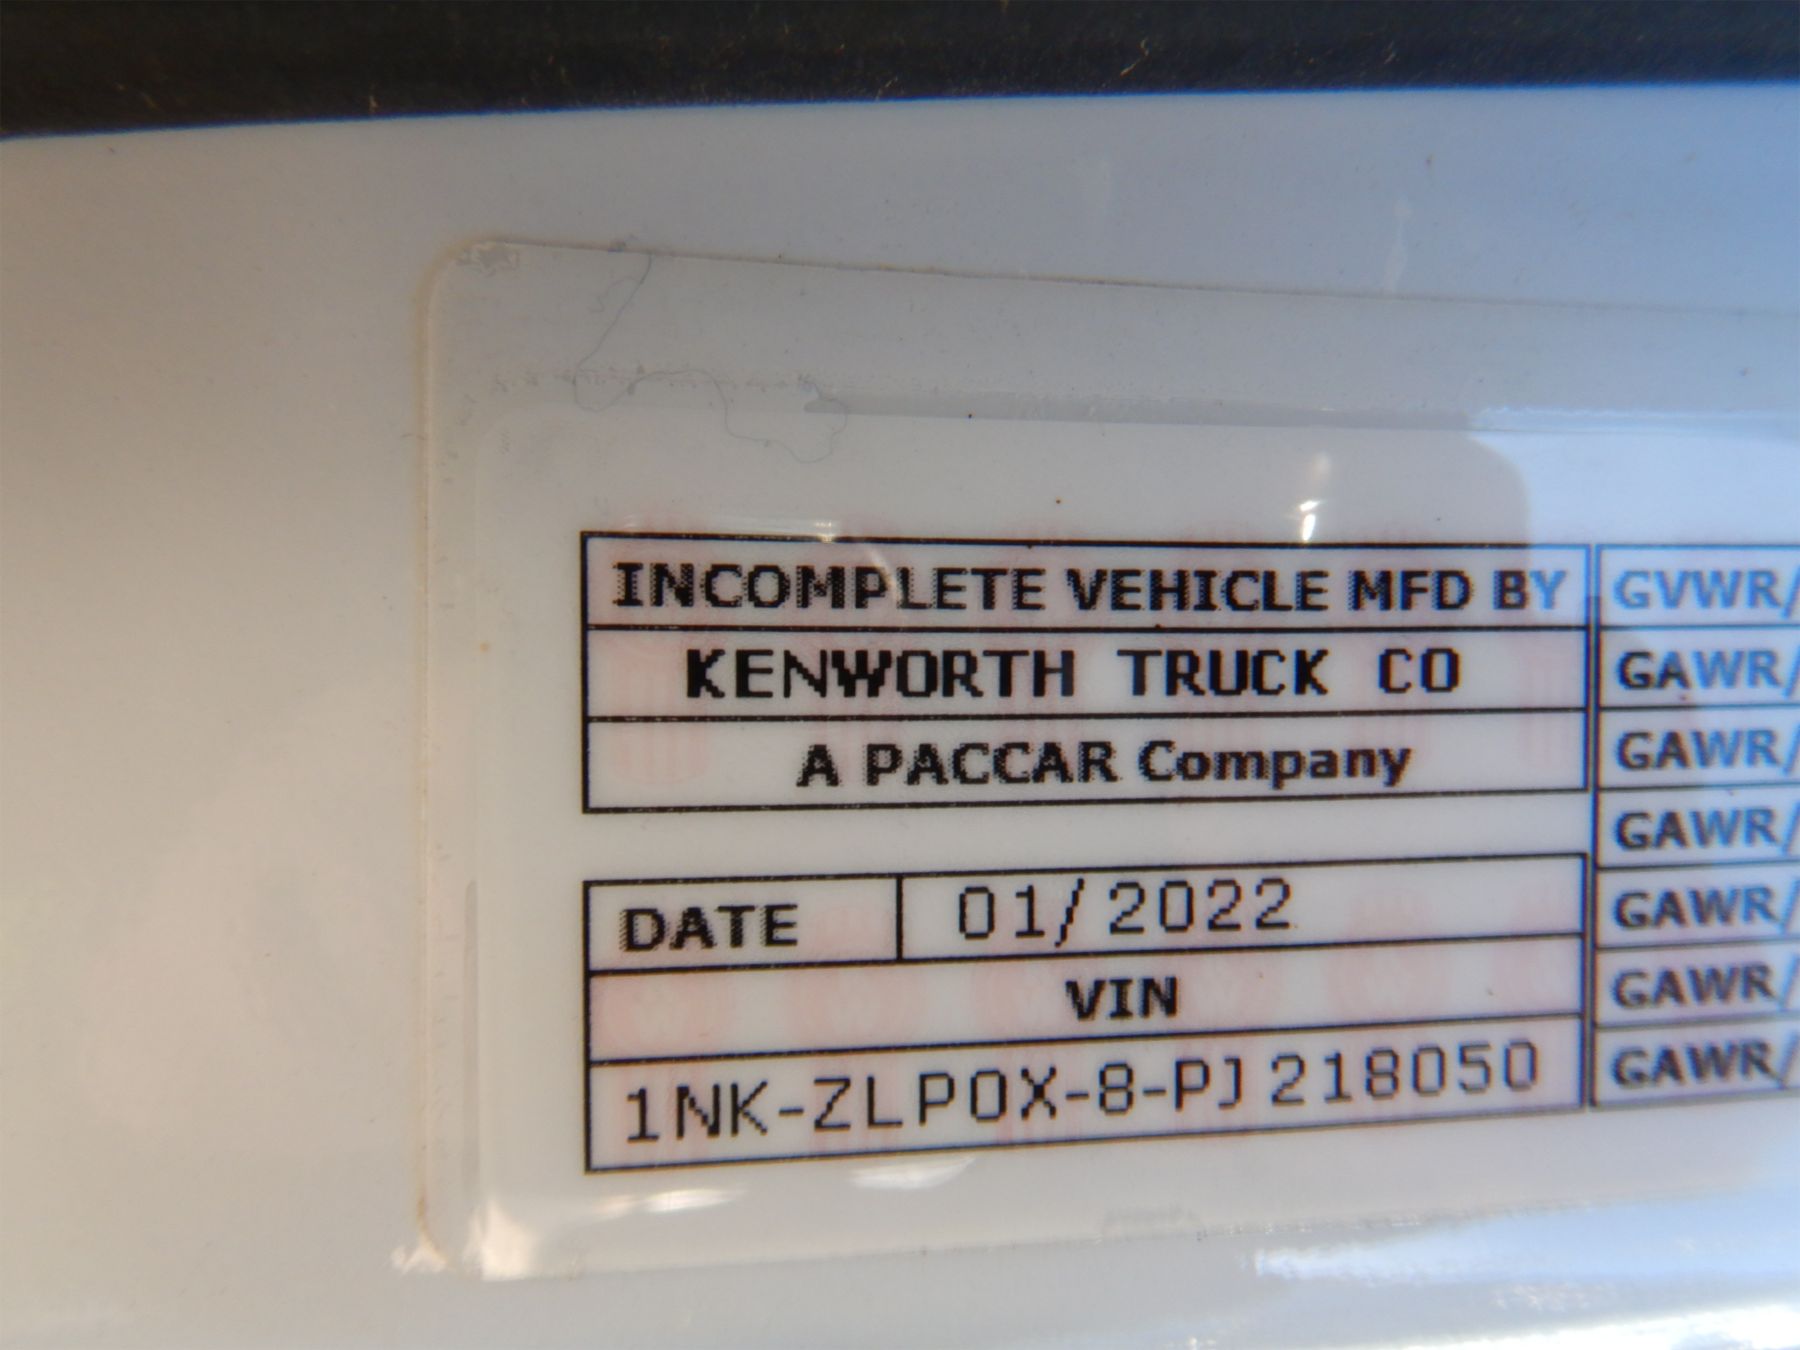 INCOMPLETE VEHICLE MFD BY
KENWORTH TRUCK CO
A PACCAR Company
DATE 01/2022
VIN
1NK-ZLP0X-8-PJ218050
GVWR/
GAWR/
GAWR/
GAWR/
GAWR/
GAWR/
GAWR/